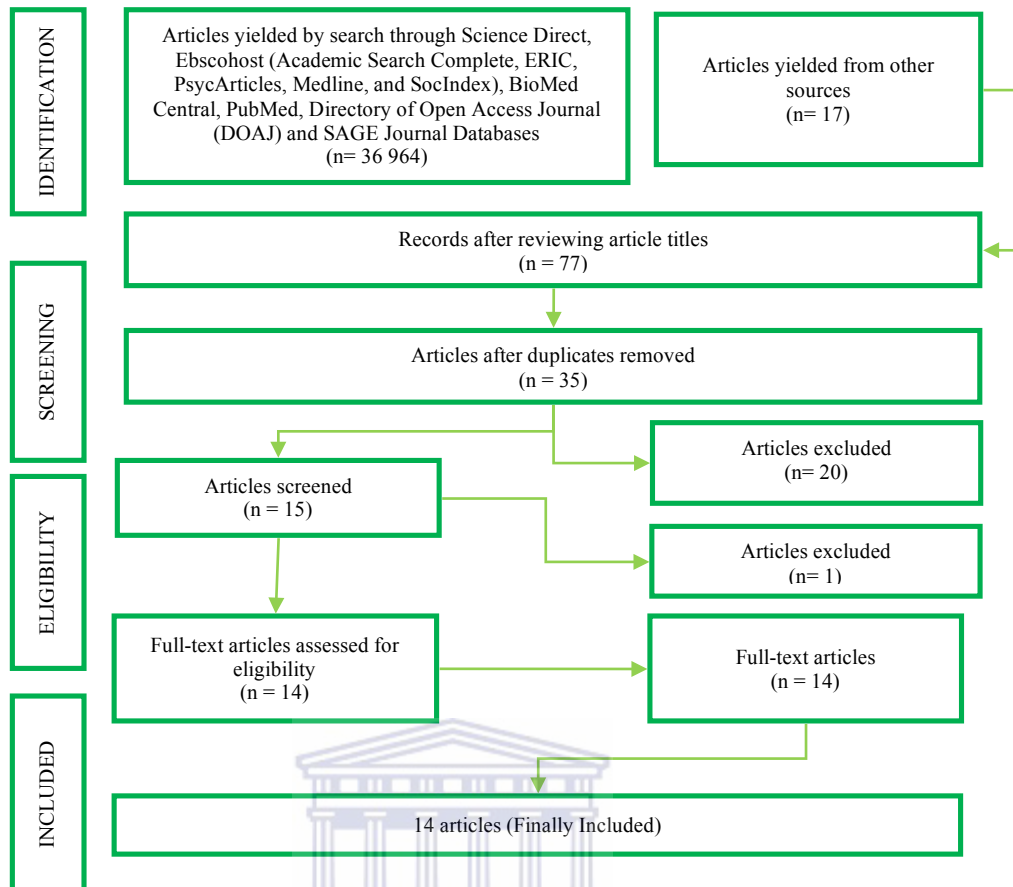 IDENTIFICATION
Articles yielded by search through Science Direct,
Ebscohost (Academic Search Complete, ERIC,
PsycArticles, Medline, and SocIndex), BioMed
Central, PubMed, Directory of Open Access Journal
(DOAJ) and SAGE Journal Databases
(n= 36 964)
Articles yielded from other
sources
(n= 17)
Records after reviewing article titles
(n = 77)
SCREENING
Articles after duplicates removed
(n = 35)
Articles screened
(n = 15)
Articles excluded
(n= 20)
ELIGIBILITY
Articles excluded
(n= 1)
Full-text articles assessed for
eligibility
(n = 14)
Full-text articles
(n = 14)
INCLUDED
14 articles (Finally Included)